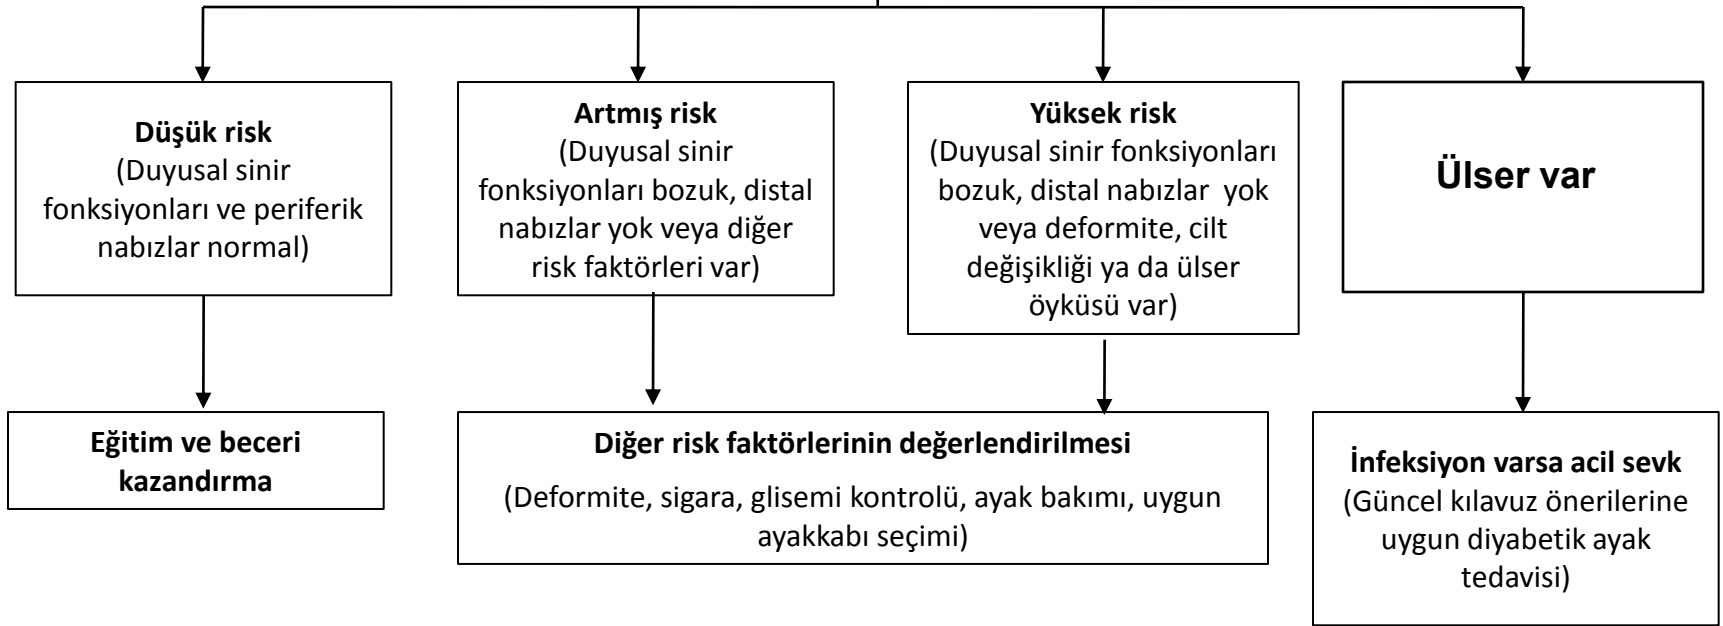 Düşük risk
(Duyusal sinir
fonksiyonları ve periferik
nabızlar normal)
Artmış risk
(Duyusal sinir
fonksiyonları bozuk, distal
nabızlar yok veya diğer
risk faktörleri var)
Yüksek risk
(Duyusal sinir fonksiyonları
bozuk, distal nabızlar yok
veya deformite, cilt
değişikliği ya da ülser
öyküsü var)
Ülser var
Eğitim ve beceri
kazandırma
Diğer risk faktörlerinin değerlendirilmesi
(Deformite, sigara, glisemi kontrolü, ayak bakımı, uygun
ayakkabı seçimi)
İnfeksiyon varsa acil sevk
(Güncel kılavuz önerilerine
uygun diyabetik ayak
tedavisi)